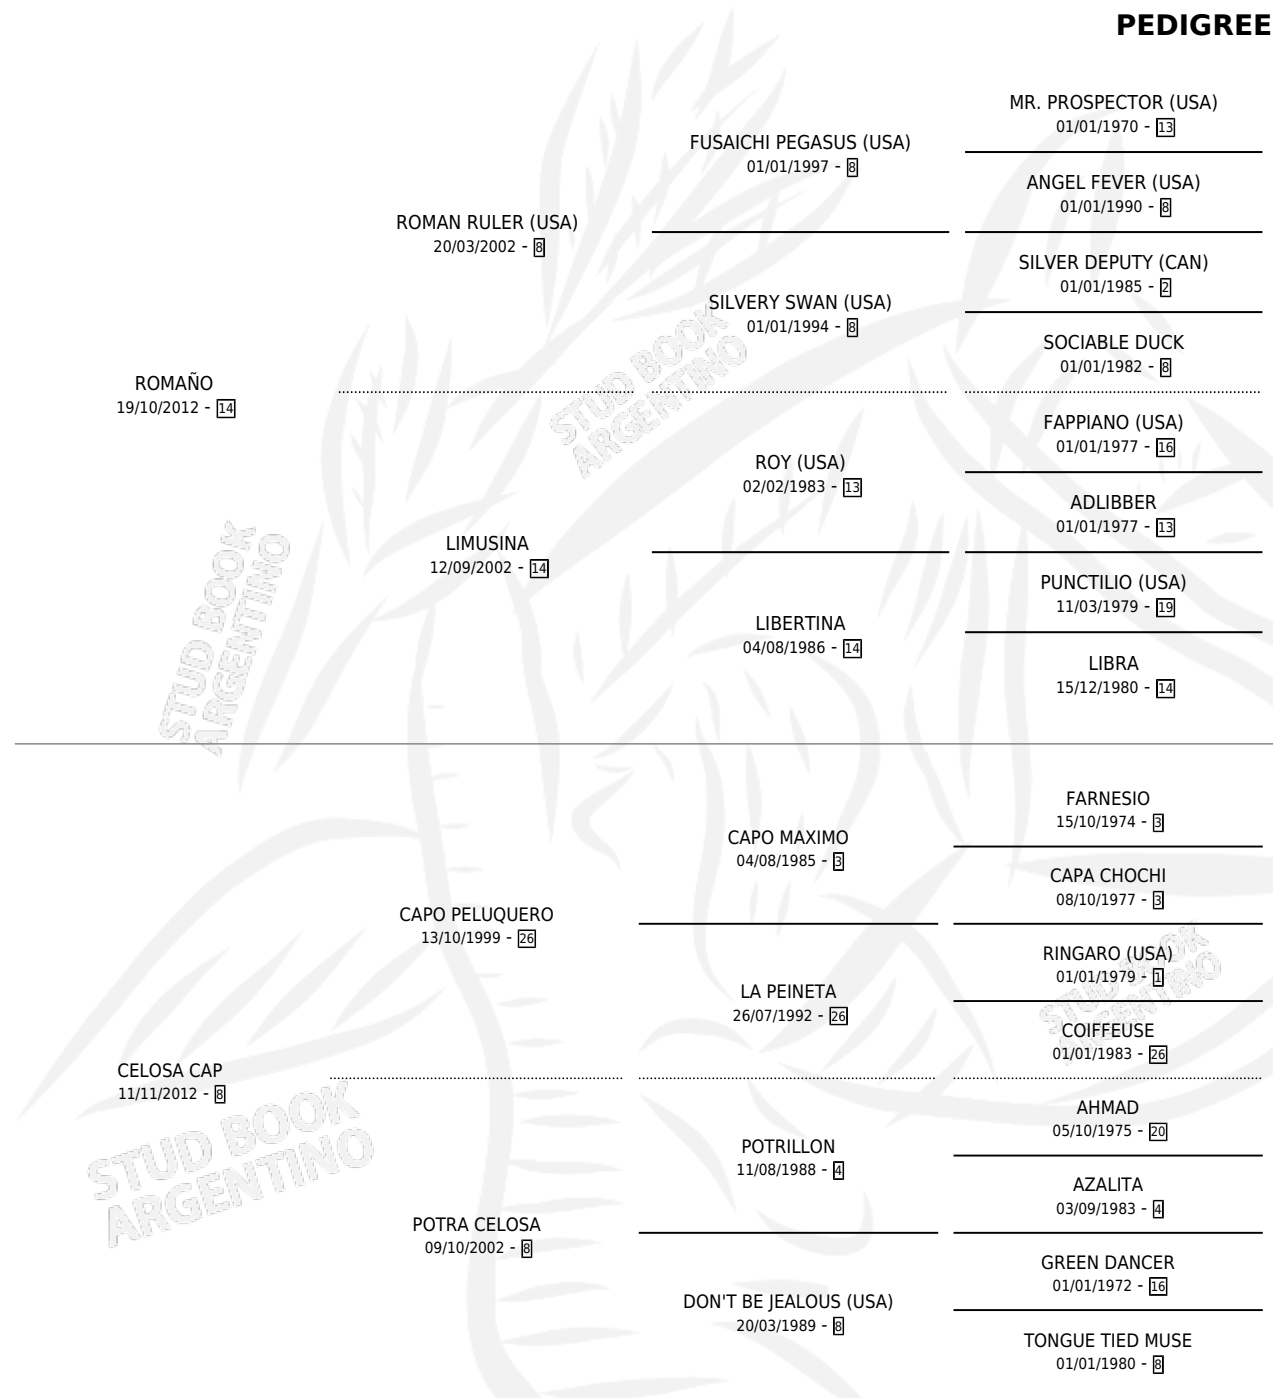 PEDIGREE
MR. PROSPECTOR (USA)
01/01/1970 - 13
FUSAICHI PEGASUS (USA)
01/01/1997 - 8
ANGEL FEVER (USA)
01/01/1990 - 8
ROMAN RULER (USA)
20/03/2002 - 8
SILVER DEPUTY (CAN)
01/01/1985 - 2
SILVERY SWAN (USA)
01/01/1994 - 8
SOCIABLE DUCK
01/01/1982 - 8
STUD BOOK
ARGENTINO
ROMAÑO
19/10/2012 - 14
FAPPIANO (USA)
01/01/1977 - 16
ROY (USA)
02/02/1983 - 13
ADLIBBER
01/01/1977 - 13
LIMUSINA
12/09/2002 - 14
PUNCTILIO (USA)
11/03/1979 - 19
LIBERTINA
04/08/1986 - 14
LIBRA
15/12/1980 - 14
STUD BOOK
ARGENTINO
FARNESIO
15/10/1974 - 3
CAPO MAXIMO
04/08/1985 - 3
CAPA CHOCHI
08/10/1977 - 3
CAPO PELUQUERO
13/10/1999 - 26
RINGARO (USA)
01/01/1979 - 1
LA PEINETA
26/07/1992 - 26
COIFFEUSE
01/01/1983 - 26
STUD BOOK
ARGENTINO
CELOSA CAP
11/11/2012 - 8
AHMAD
05/10/1975 - 20
POTRILLON
11/08/1988 - 4
AZALITA
03/09/1983 - 4
STUD BOOK
ARGENTINO
POTRA CELOSA
09/10/2002 - 8
GREEN DANCER
01/01/1972 - 16
DON'T BE JEALOUS (USA)
20/03/1989 - 8
TONGUE TIED MUSE
01/01/1980 - 8